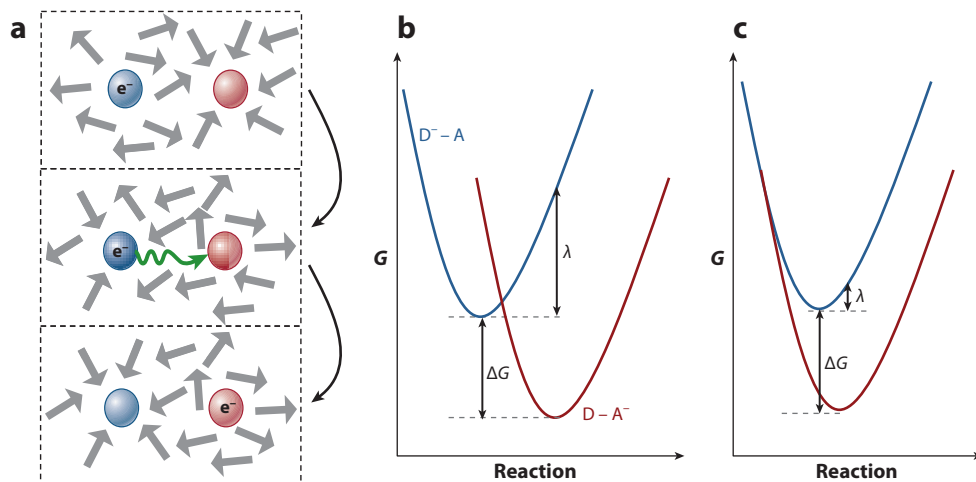 a
e⁻
e⁻
e⁻
b
D⁻ – A
λ
G
ΔG
D – A⁻
Reaction
c
λ
G
ΔG
Reaction